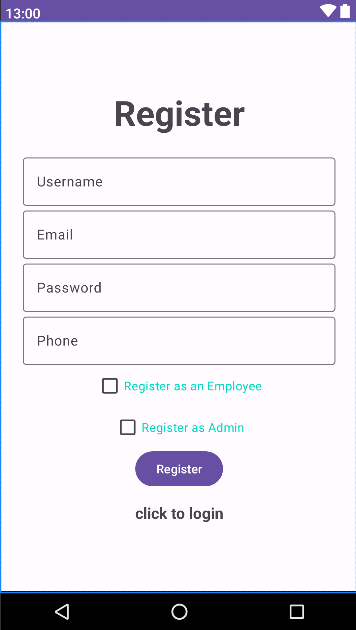 13:00
Register
Username
Email
Password
Phone
Register as an Employee
Register as Admin
Register
click to login